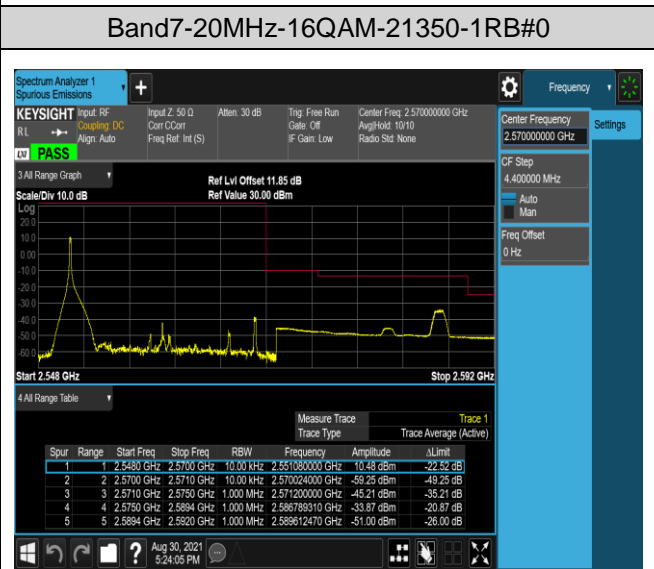 Band7-20MHz-16QAM-21350-1RB#0
Spectrum Analyzer 1
Spurious Emissions
+
Frequency
KEYSIGHT
Input: RF
Coupling: DC
Align: Auto
Input Z: 50 Ω
Corr CCorr
Freq Ref: Int (S)
Atten: 30 dB
Trig: Free Run
Gate: Off
IF Gain: Low
Center Freq: 2.570000000 GHz
Avg|Hold: 10/10
Radio Std: None
RL
LXI
PASS
Center Frequency
2.570000000 GHz
Settings
CF Step
4.400000 MHz
Auto
Man
Freq Offset
0 Hz
3 All Range Graph
Ref Lvl Offset 11.85 dB
Scale/Div 10.0 dB
Ref Value 30.00 dBm
Log
20.0
10.0
0.00
-10.0
-20.0
-30.0
-40.0
-50.0
-60.0
Start 2.548 GHz
Stop 2.592 GHz
4 All Range Table
Measure Trace Trace 1
Trace Type Trace Average (Active)
Spur Range Start Freq Stop Freq RBW Frequency Amplitude ΔLimit
1 1 2.5480 GHz 2.5700 GHz 10.00 kHz 2.551080000 GHz 10.48 dBm -22.52 dB
2 2 2.5700 GHz 2.5710 GHz 10.00 kHz 2.570024000 GHz -59.25 dBm -49.25 dB
3 3 2.5710 GHz 2.5750 GHz 1.000 MHz 2.571200000 GHz -45.21 dBm -35.21 dB
4 4 2.5750 GHz 2.5894 GHz 1.000 MHz 2.586789310 GHz -33.87 dBm -20.87 dB
5 5 2.5894 GHz 2.5920 GHz 1.000 MHz 2.589612470 GHz -51.00 dBm -26.00 dB
?
Aug 30, 2021
5:24:05 PM